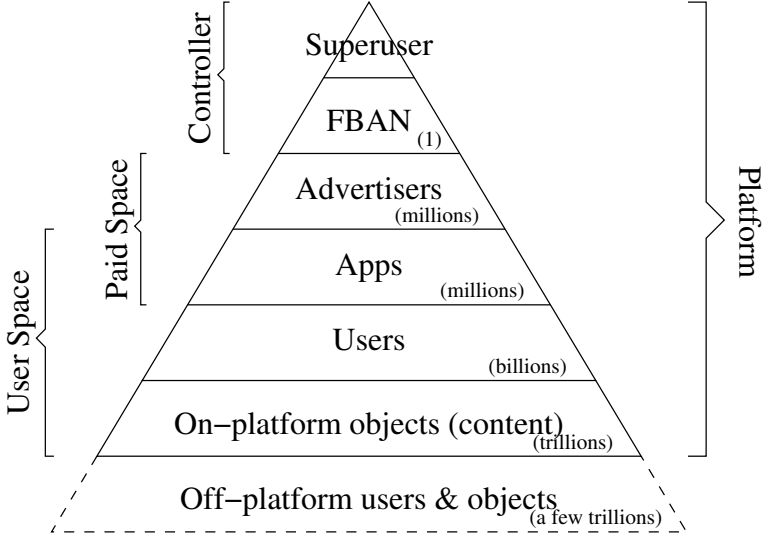 Superuser
FBAN
(1)
Advertisers
(millions)
Apps
(millions)
Users
(billions)
On−platform objects (content)
(trillions)
Off−platform users & objects
(a few trillions)
Controller
Paid Space
User Space
Platform